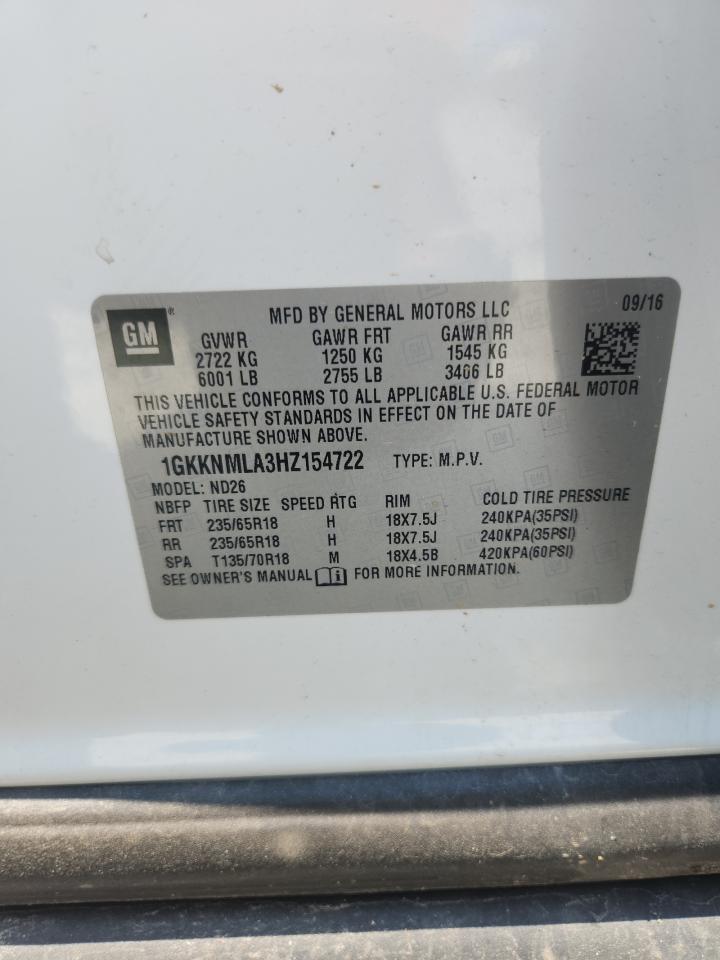 GM ® MFD BY GENERAL MOTORS LLC 09/16
GVWR GAWR FRT GAWR RR
2722 KG 1250 KG 1545 KG
6001 LB 2755 LB 3406 LB
THIS VEHICLE CONFORMS TO ALL APPLICABLE U.S. FEDERAL MOTOR
VEHICLE SAFETY STANDARDS IN EFFECT ON THE DATE OF
MANUFACTURE SHOWN ABOVE.
1GKKNMLA3HZ154722 TYPE: M.P.V.
MODEL: ND26
NBFP TIRE SIZE SPEED RTG RIM COLD TIRE PRESSURE
FRT 235/65R18 H 18X7.5J 240KPA(35PSI)
RR 235/65R18 H 18X7.5J 240KPA(35PSI)
SPA T135/70R18 M 18X4.5B 420KPA(60PSI)
SEE OWNER'S MANUAL i FOR MORE INFORMATION.